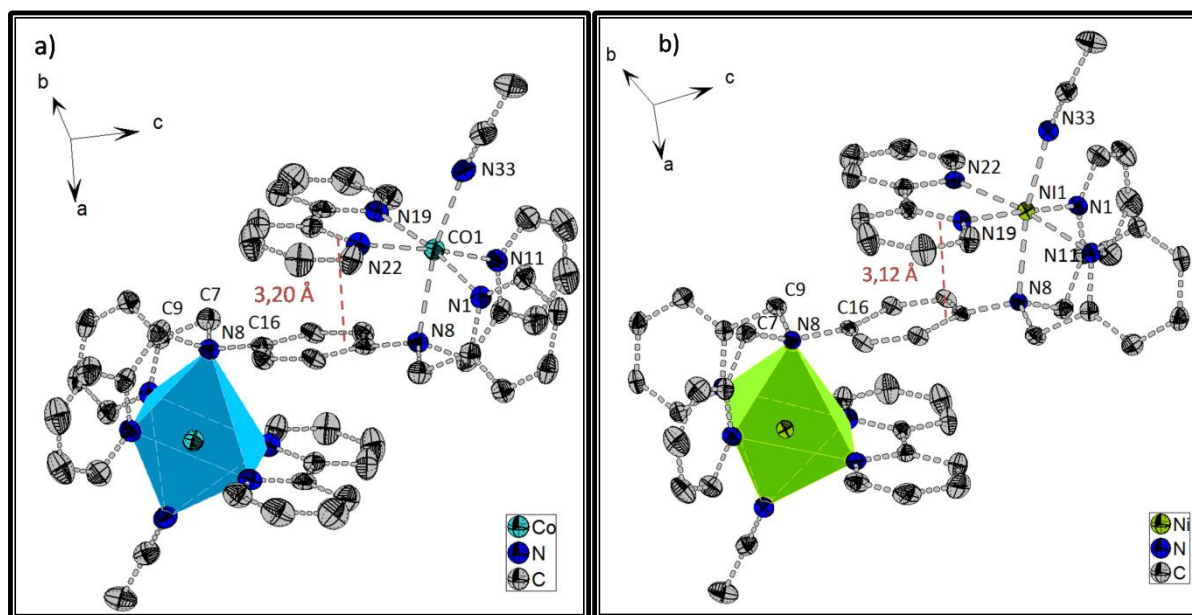 a)
b
c
a
N33
N19
CO1
N22
N11
3,20 Å
C7
C9
N1
N8
C16
N8
Co
N
C
b)
b
c
a
N33
N22
NI1
N1
N19
N11
3,12 Å
C9
N8
C7
N8
C16
Ni
N
C